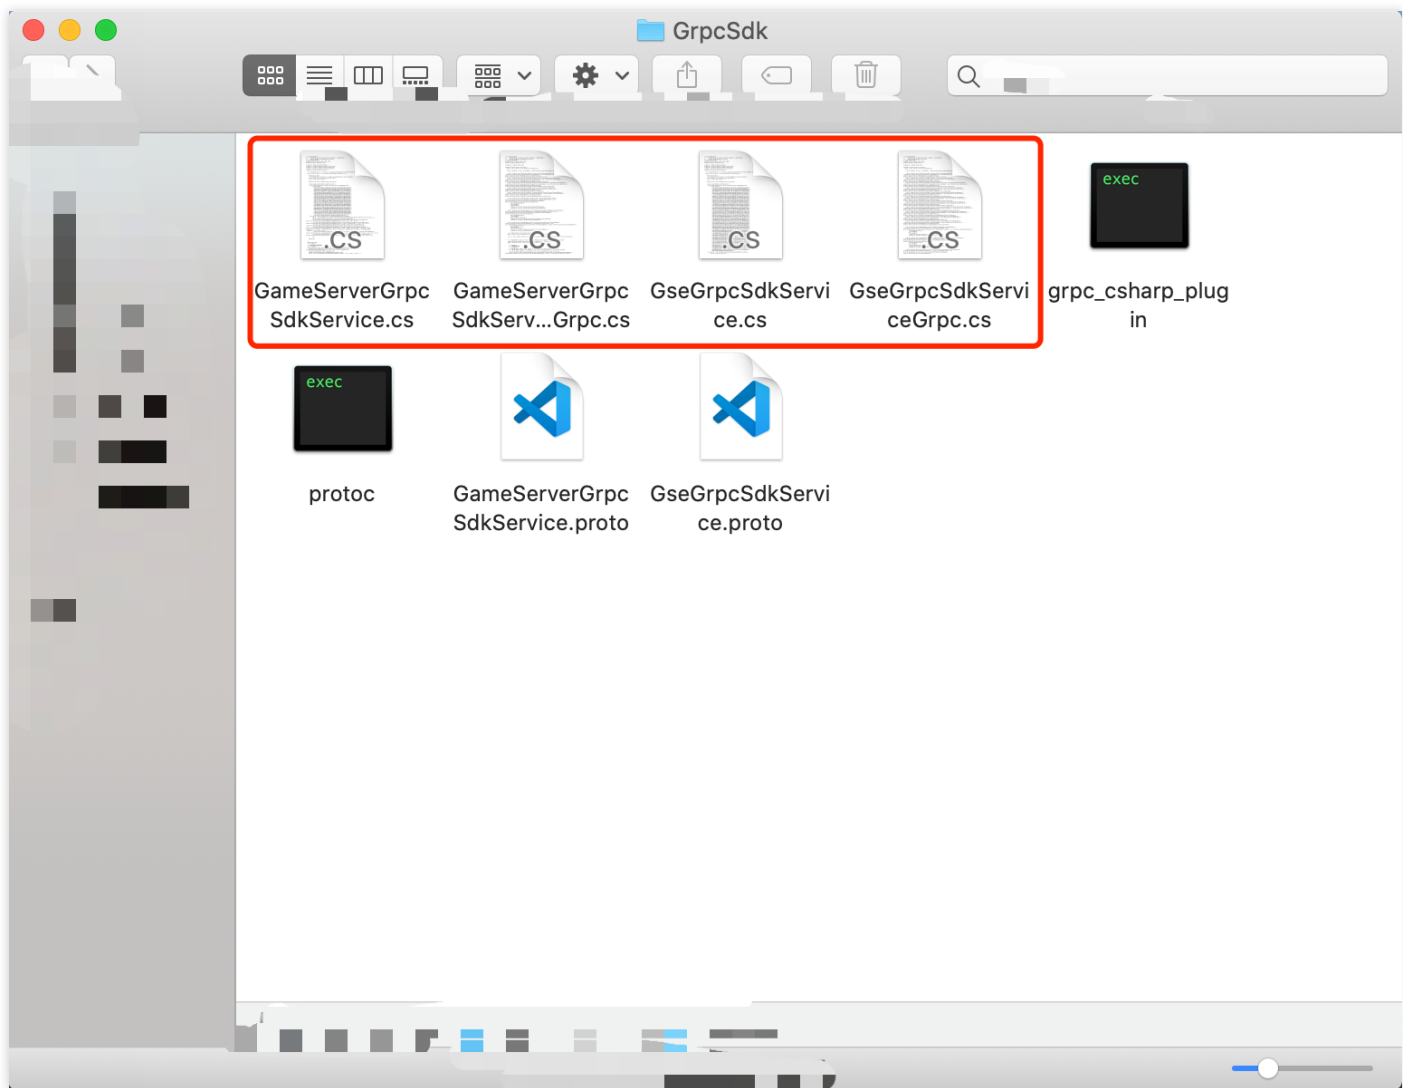 GrpcSdk
.CS
.CS
.CS
.CS
exec
GameServerGrpc
SdkService.cs
GameServerGrpc
SdkServ...Grpc.cs
GseGrpcSdkServi
ce.cs
GseGrpcSdkServi
ceGrpc.cs
grpc_csharp_plug
in
exec
protoc
GameServerGrpc
SdkService.proto
GseGrpcSdkServi
ce.proto